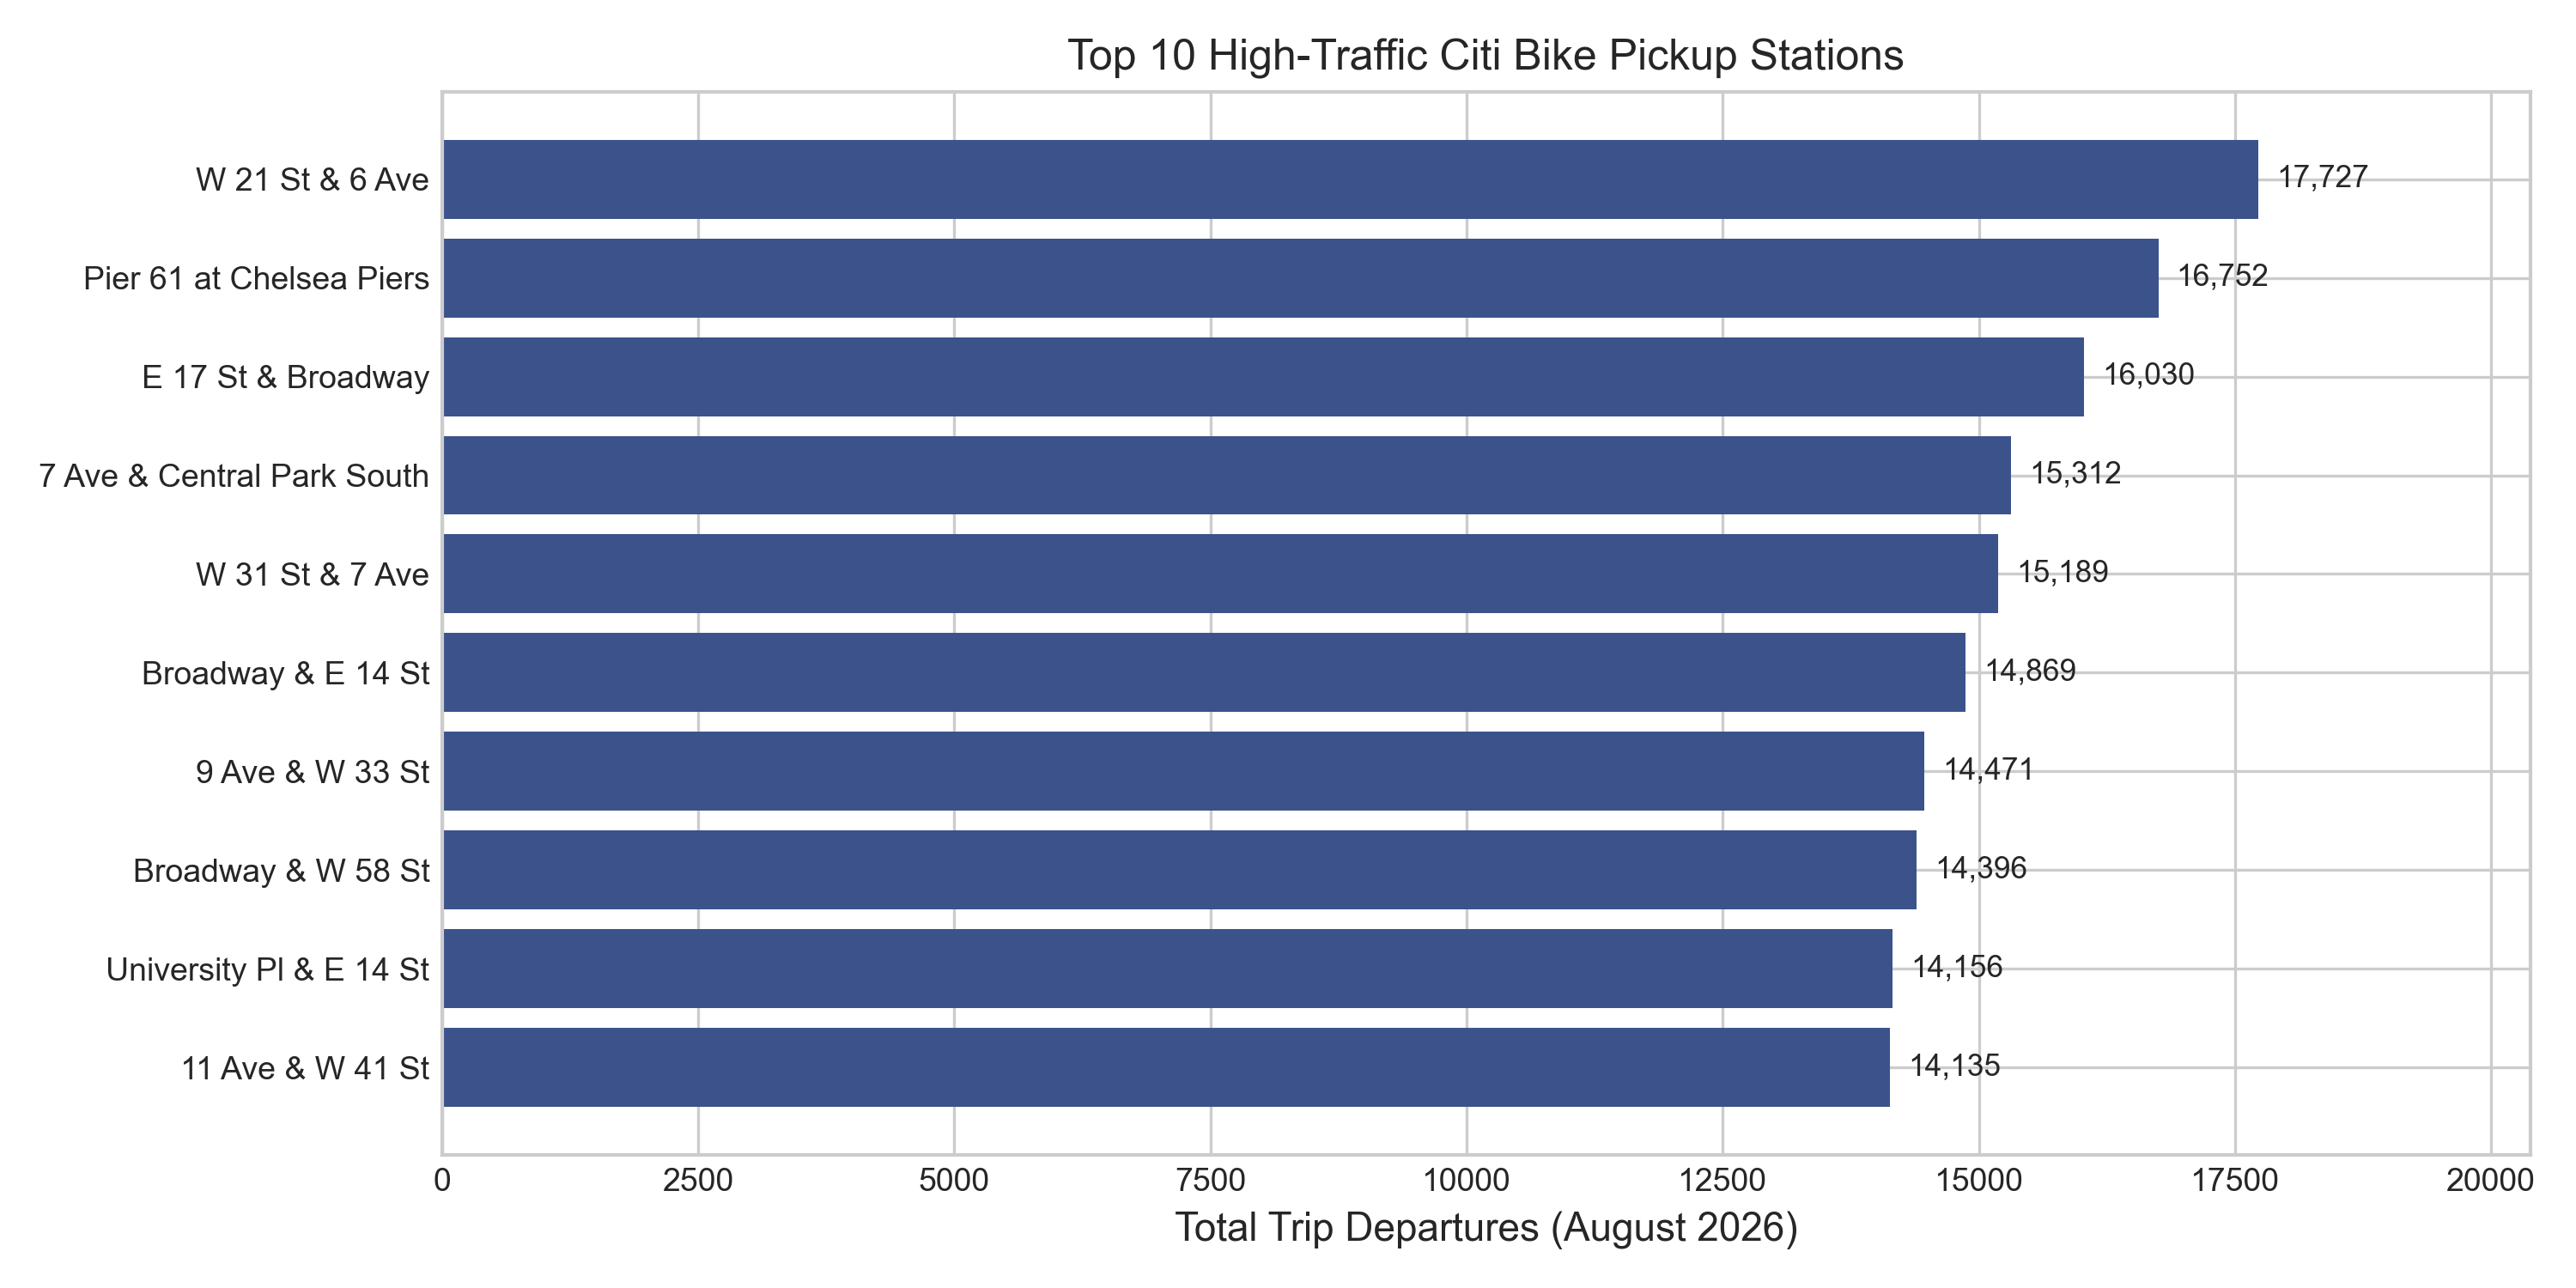 Top 10 High-Traffic Citi Bike Pickup Stations
W 21 St & 6 Ave 17,727
Pier 61 at Chelsea Piers 16,752
E 17 St & Broadway 16,030
7 Ave & Central Park South 15,312
W 31 St & 7 Ave 15,189
Broadway & E 14 St 14,869
9 Ave & W 33 St 14,471
Broadway & W 58 St 14,396
University Pl & E 14 St 14,156
11 Ave & W 41 St 14,135
0 2500 5000 7500 10000 12500 15000 17500 20000
Total Trip Departures (August 2026)